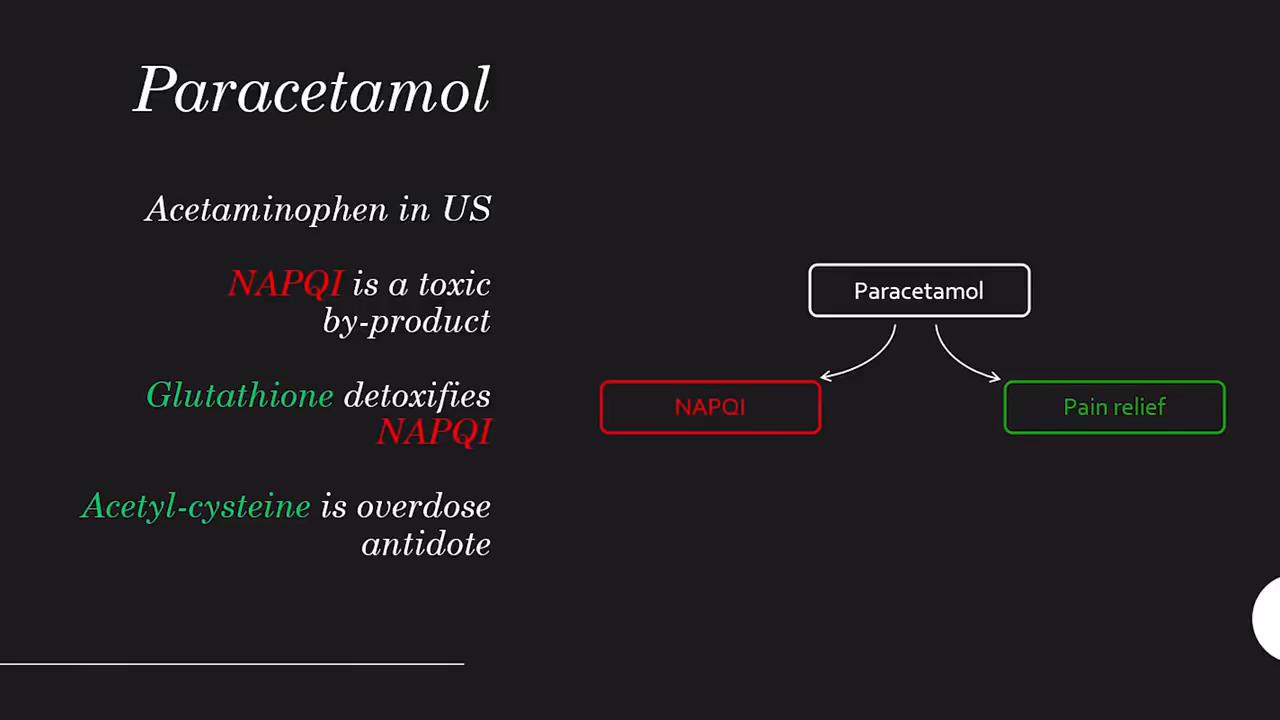 Paracetamol
Acetaminophen in US
NAPQI is a toxic
by-product
Glutathione detoxifies
NAPQI
Acetyl-cysteine is overdose
antidote
Paracetamol
NAPQI
Pain relief